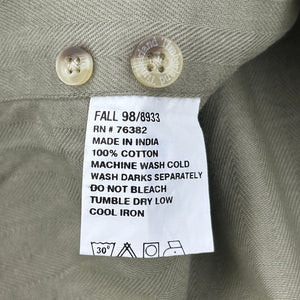 FALL 98/8933
RN # 76382
MADE IN INDIA
100% COTTON
MACHINE WASH COLD
WASH DARKS SEPARATELY
DO NOT BLEACH
TUMBLE DRY LOW
COOL IRON
30°